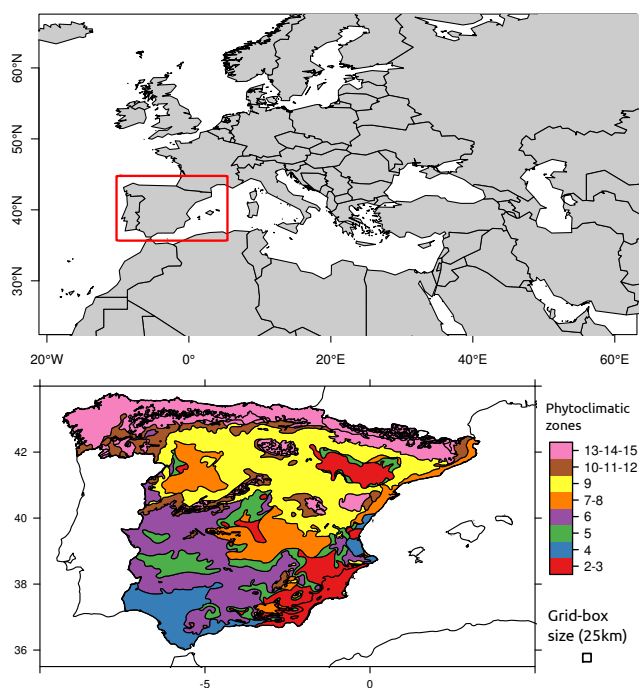 60°N
50°N
40°N
30°N
20°W
0°E
20°E
40°E
60°E
42
40
38
36
-5
0
Phytoclimatic
zones
13-14-15
10-11-12
9
7-8
6
5
4
2-3
Grid-box
size (25km)